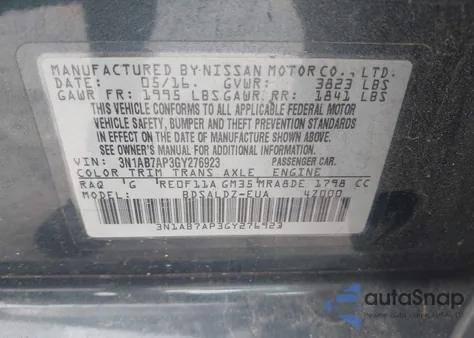 MANUFACTURED BY·NISSAN MOTOR CO., LTD.
DATE: 05/16. GVWR: 3823 LBS
GAWR FR: 1995 LBS. GAWR RR: 1841 LBS
THIS VEHICLE CONFORMS TO ALL APPLICABLE FEDERAL MOTOR
VEHICLE SAFETY, BUMPER AND THEFT PREVENTION STANDARDS
IN EFFECT ON THE DATE OF MANUFACTURE SHOWN ABOVE.
SEE OWNER'S MANUAL FOR ADDITIONAL INFORMATION
VIN: 3N1AB7AP3GY276923 PASSENGER CAR.
COLOR TRIM TRANS AXLE ENGINE
RAQ G RE0F11A GM35 MRA8DE 1798 CC
MODEL: BDSALDZ-EUA 47000
3N1AB7AP3GY276923
autoSnap